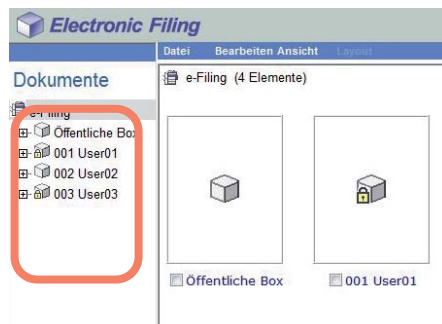 Electronic Filing
Datei Bearbeiten Ansicht Layout
Dokumente
e-Filing (4 Elemente)
e-Filing
Öffentliche Box
001 User01
002 User02
003 User03
Öffentliche Box 001 User01